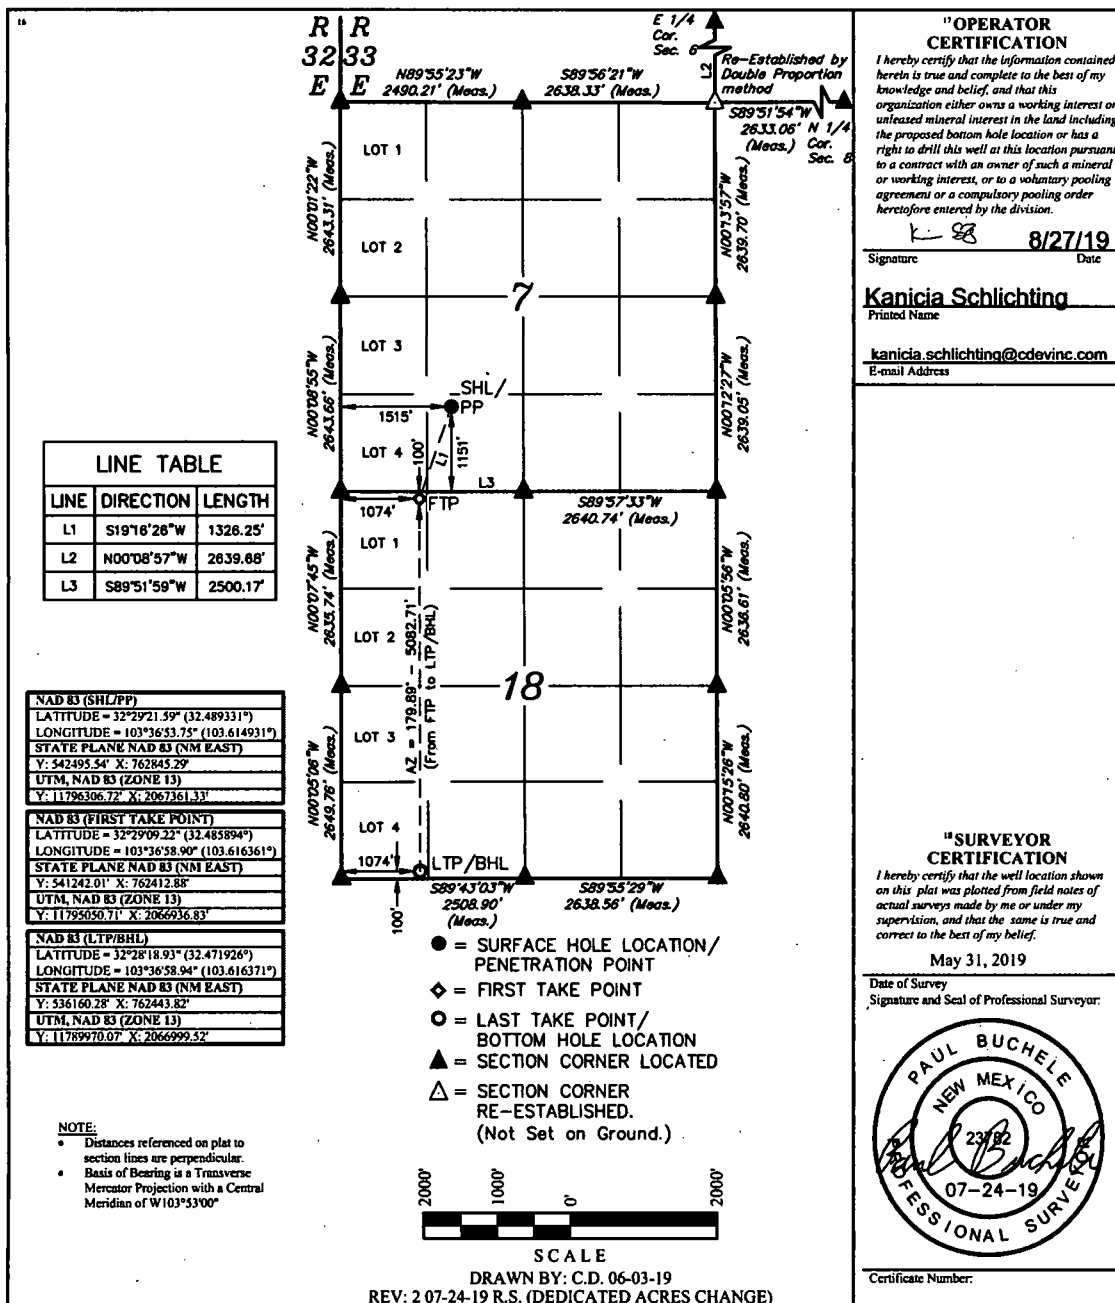 16
R R
32 33
E E
E 1/4
Cor.
Sec. 6
L2
Re-Established by
Double Proportion
method
N89°55'23"W
2490.21' (Meas.)
S89°56'21"W
2638.33' (Meas.)
S89°51'54"W
2633.06'
(Meas.)
N 1/4
Cor.
Sec. 8
LOT 1
N00°01'22"W
2643.31' (Meas.)
N00°13'57"W
2639.70' (Meas.)
LOT 2
7
LOT 3
N00°08'55"W
2643.66' (Meas.)
N00°12'27"W
2639.05' (Meas.)
SHL/
PP
1515'
LOT 4
100'
L1
1151'
L3
FTP
1074'
S89°57'33"W
2640.74' (Meas.)
LOT 1
N00°07'45"W
2635.74' (Meas.)
N00°05'56"W
2638.61' (Meas.)
LOT 2
AZ = 179.89° - 5082.71'
(From FTP to LTP/BHL)
18
LOT 3
N00°05'06"W
2649.76' (Meas.)
N00°15'26"W
2640.80' (Meas.)
LOT 4
1074'
LTP/BHL
100'
S89°43'03"W
2508.90'
(Meas.)
S89°55'29"W
2638.56' (Meas.)
LINE TABLE
LINE DIRECTION LENGTH
L1 S19°16'26"W 1326.25'
L2 N00°08'57"W 2639.68'
L3 S89°51'59"W 2500.17'
NAD 83 (SHL/PP)
LATITUDE = 32°29'21.59" (32.489331°)
LONGITUDE = 103°36'53.75" (103.614931°)
STATE PLANE NAD 83 (NM EAST)
Y: 542495.54' X: 762845.29'
UTM, NAD 83 (ZONE 13)
Y: 11796306.72' X: 2067361.33'
NAD 83 (FIRST TAKE POINT)
LATITUDE = 32°29'09.22" (32.485894°)
LONGITUDE = 103°36'58.90" (103.616361°)
STATE PLANE NAD 83 (NM EAST)
Y: 541242.01' X: 762412.88'
UTM, NAD 83 (ZONE 13)
Y: 11795050.71' X: 2066936.83'
NAD 83 (LTP/BHL)
LATITUDE = 32°28'18.93" (32.471926°)
LONGITUDE = 103°36'58.94" (103.616371°)
STATE PLANE NAD 83 (NM EAST)
Y: 536160.28' X: 762443.82'
UTM, NAD 83 (ZONE 13)
Y: 11789970.07' X: 2066999.52'
NOTE:
• Distances referenced on plat to
section lines are perpendicular.
• Basis of Bearing is a Transverse
Mercator Projection with a Central
Meridian of W103°53'00"
= SURFACE HOLE LOCATION/
PENETRATION POINT
= FIRST TAKE POINT
= LAST TAKE POINT/
BOTTOM HOLE LOCATION
= SECTION CORNER LOCATED
= SECTION CORNER
RE-ESTABLISHED.
(Not Set on Ground.)
2000' 1000' 0' 2000'
SCALE
DRAWN BY: C.D. 06-03-19
REV: 2 07-24-19 R.S. (DEDICATED ACRES CHANGE)
17 OPERATOR
CERTIFICATION
I hereby certify that the information contained
herein is true and complete to the best of my
knowledge and belief, and that this
organization either owns a working interest or
unleased mineral interest in the land including
the proposed bottom hole location or has a
right to drill this well at this location pursuant
to a contract with an owner of such a mineral
or working interest, or to a voluntary pooling
agreement or a compulsory pooling order
heretofore entered by the division.
8/27/19
Signature Date
Kanicia Schlichting
Printed Name
kanicia.schlichting@cdevinc.com
E-mail Address
18 SURVEYOR
CERTIFICATION
I hereby certify that the well location shown
on this plat was plotted from field notes of
actual surveys made by me or under my
supervision, and that the same is true and
correct to the best of my belief.
May 31, 2019
Date of Survey
Signature and Seal of Professional Surveyor:
PAUL BUCHELE
NEW MEXICO
23782
07-24-19
PROFESSIONAL SURVEYOR
Certificate Number: